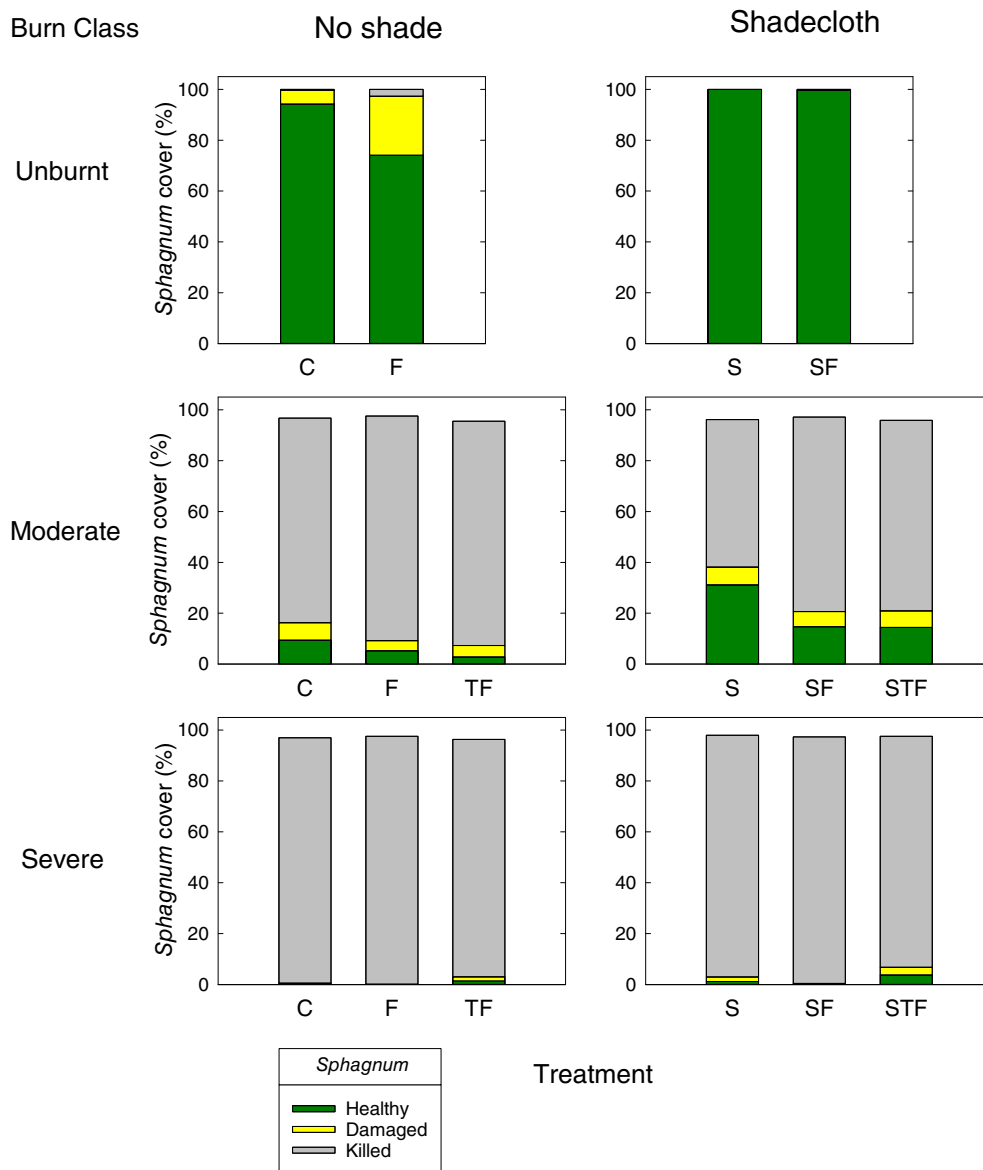 Burn Class
No shade
Shadecloth
Unburnt
Sphagnum cover (%)
100
80
60
40
20
0
C F
100
80
60
40
20
0
S SF
Moderate
Sphagnum cover (%)
100
80
60
40
20
0
C F TF
100
80
60
40
20
0
S SF STF
Severe
Sphagnum cover (%)
100
80
60
40
20
0
C F TF
100
80
60
40
20
0
S SF STF
Treatment
Sphagnum
Healthy
Damaged
Killed